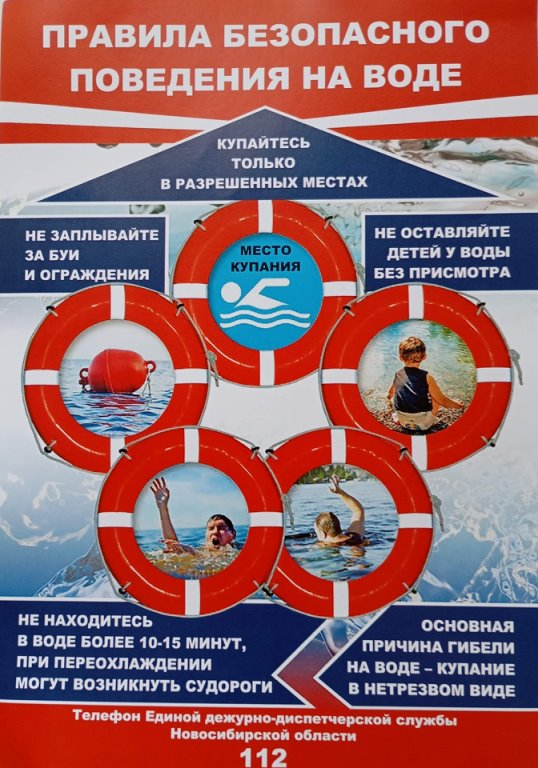 ПРАВИЛА БЕЗОПАСНОГО
ПОВЕДЕНИЯ НА ВОДЕ
КУПАЙТЕСЬ
ТОЛЬКО
В РАЗРЕШЕННЫХ МЕСТАХ
НЕ ЗАПЛЫВАЙТЕ
ЗА БУИ
И ОГРАЖДЕНИЯ
МЕСТО
КУПАНИЯ
НЕ ОСТАВЛЯЙТЕ
ДЕТЕЙ У ВОДЫ
БЕЗ ПРИСМОТРА
НЕ НАХОДИТЕСЬ
В ВОДЕ БОЛЕЕ 10-15 МИНУТ,
ПРИ ПЕРЕОХЛАЖДЕНИИ
МОГУТ ВОЗНИКНУТЬ СУДОРОГИ
ОСНОВНАЯ
ПРИЧИНА ГИБЕЛИ
НА ВОДЕ – КУПАНИЕ
В НЕТРЕЗВОМ ВИДЕ
Телефон Единой дежурно-диспетчерской службы
Новосибирской области
112